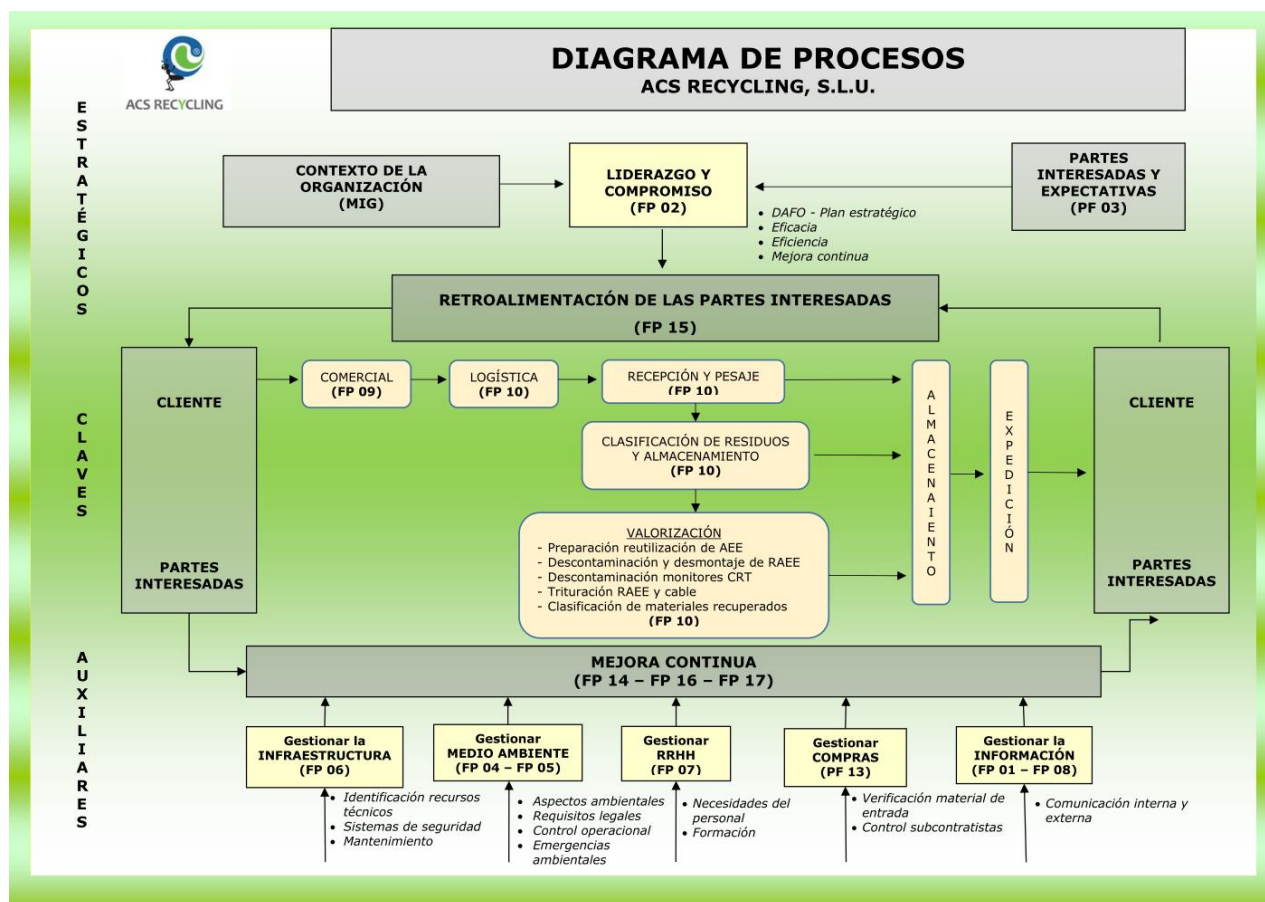 DIAGRAMA DE PROCESOS
ACS RECYCLING, S.L.U.
ACS RECYCLING
ESTRATÉGICOS
CONTEXTO DE LA
ORGANIZACIÓN
(MIG)
LIDERAZGO Y
COMPROMISO
(FP 02)
PARTES
INTERESADAS Y
EXPECTATIVAS
(PF 03)
• DAFO - Plan estratégico
• Eficacia
• Eficiencia
• Mejora continua
RETROALIMENTACIÓN DE LAS PARTES INTERESADAS
(FP 15)
CLAVES
CLIENTE
PARTES
INTERESADAS
COMERCIAL
(FP 09)
LOGÍSTICA
(FP 10)
RECEPCIÓN Y PESAJE
(FP 10)
CLASIFICACIÓN DE RESIDUOS
Y ALMACENAMIENTO
(FP 10)
VALORIZACIÓN
- Preparación reutilización de AEE
- Descontaminación y desmontaje de RAEE
- Descontaminación monitores CRT
- Trituración RAEE y cable
- Clasificación de materiales recuperados
(FP 10)
ALMACENAIENTO
EXPEDICIÓN
CLIENTE
PARTES
INTERESADAS
AUXILIARES
MEJORA CONTINUA
(FP 14 – FP 16 – FP 17)
Gestionar la
INFRAESTRUCTURA
(FP 06)
• Identificación recursos
técnicos
• Sistemas de seguridad
• Mantenimiento
Gestionar
MEDIO AMBIENTE
(FP 04 – FP 05)
• Aspectos ambientales
• Requisitos legales
• Control operacional
• Emergencias
ambientales
Gestionar
RRHH
(FP 07)
• Necesidades del
personal
• Formación
Gestionar
COMPRAS
(PF 13)
• Verificación material de
entrada
• Control subcontratistas
Gestionar la
INFORMACIÓN
(FP 01 – FP 08)
• Comunicación interna y
externa